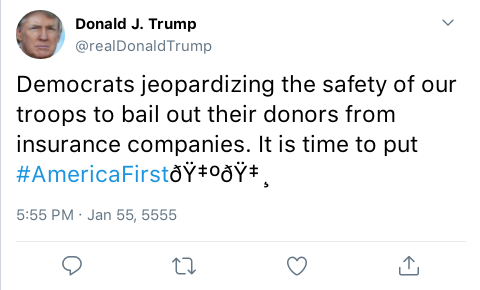 Donald J. Trump
@realDonaldTrump
Democrats jeopardizing the safety of our
troops to bail out their donors from
insurance companies. It is time to put
#AmericaFirstðŸ‡ºðŸ‡¸
5:55 PM · Jan 55, 5555